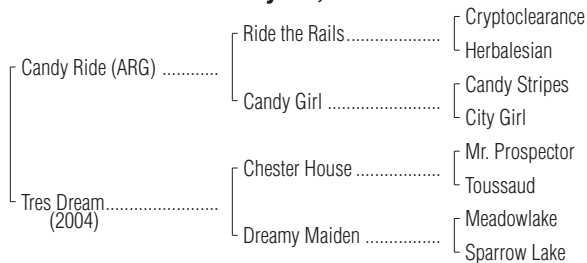 Cryptoclearance
Ride the Rails
Herbalesian
Candy Ride (ARG)
Candy Stripes
Candy Girl
City Girl
Mr. Prospector
Chester House
Toussaud
Tres Dream
(2004)
Meadowlake
Dreamy Maiden
Sparrow Lake